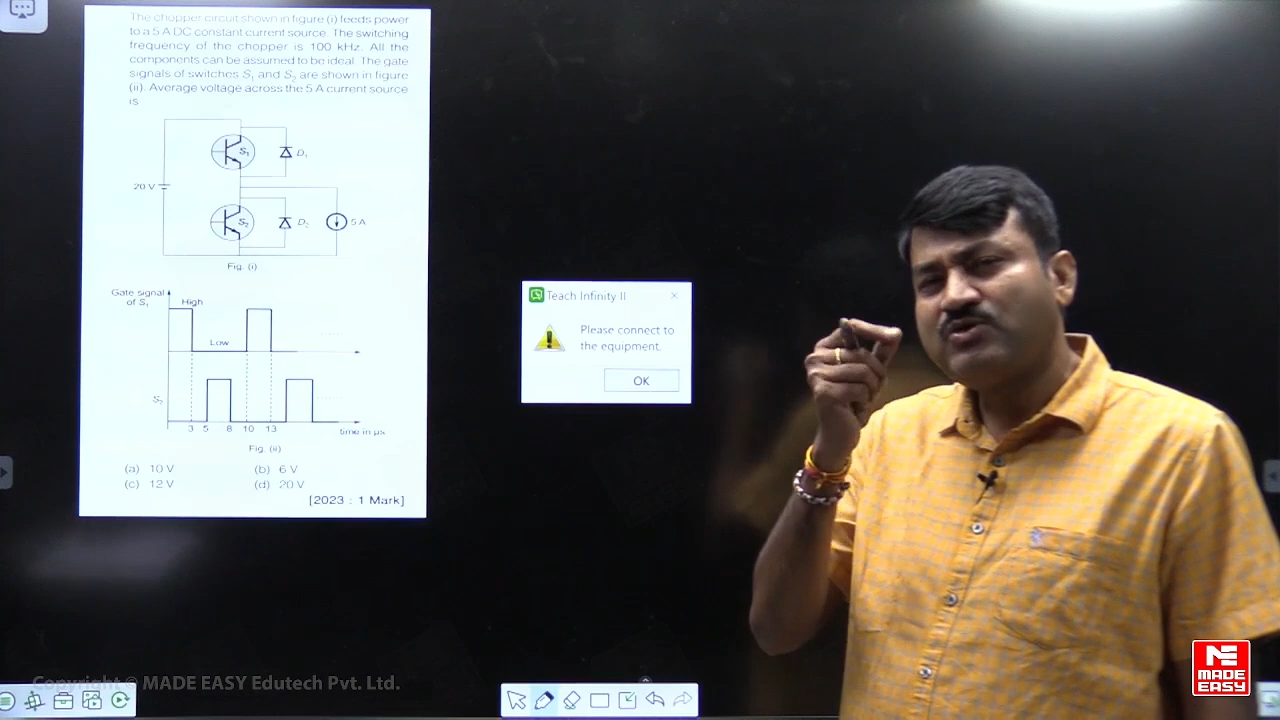 The chopper circuit shown in figure (i) feeds power
to a 5 A DC constant current source. The switching
frequency of the chopper is 100 kHz. All the
components can be assumed to be ideal. The gate
signals of switches S₁ and S₂ are shown in figure
(ii). Average voltage across the 5 A current source
is
S₁
D₁
20 V
S₂
D₂
5 A
Fig. (i)
Gate signal
of S₁
High
Low
S₂
3 5 8 10 13
time in μs
Fig. (ii)
(a) 10 V (b) 6 V
(c) 12 V (d) 20 V
[2023 : 1 Mark]
Teach Infinity II
Please connect to
the equipment.
OK
Copyright © MADE EASY Edutech Pvt. Ltd.
ME
MADE
EASY